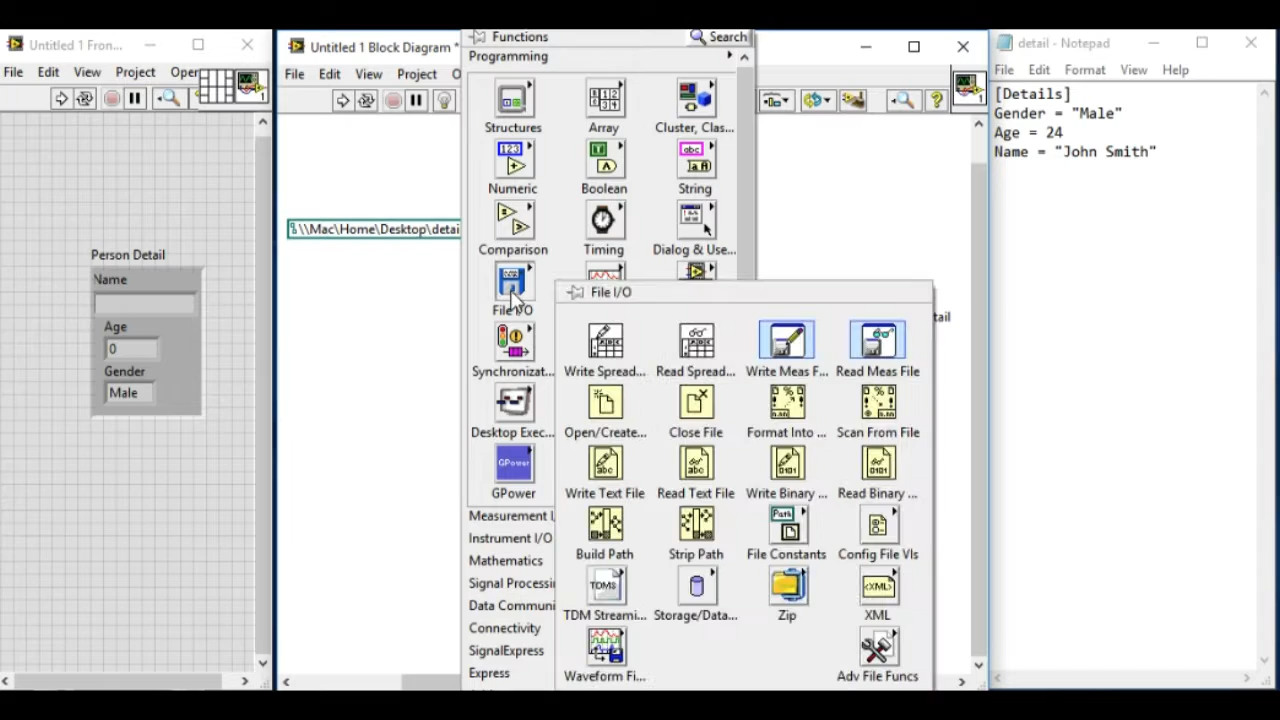 Untitled 1 Fron...
File Edit View Project Oper
1
Person Detail
Name
Age
0
Gender
Male
Untitled 1 Block Diagram *
File Edit View Project O
?
1
\\Mac\Home\Desktop\detai
tail
Functions
Search
Programming
Structures Array Cluster, Clas...
Numeric Boolean String
Comparison Timing Dialog & Use...
File I/O
Synchronizat...
Desktop Exec...
GPower
GPower
Measurement I
Instrument I/O
Mathematics
Signal Processi
Data Communi
Connectivity
SignalExpress
Express
File I/O
Write Spread... Read Spread... Write Meas F... Read Meas File
Open/Create... Close File Format Into ... Scan From File
Write Text File Read Text File Write Binary ... Read Binary ...
Build Path Strip Path File Constants Config File VIs
TDM Streami... Storage/Data... Zip XML
Waveform Fi... Adv File Funcs
detail - Notepad
File Edit Format View Help
[Details]
Gender = "Male"
Age = 24
Name = "John Smith"